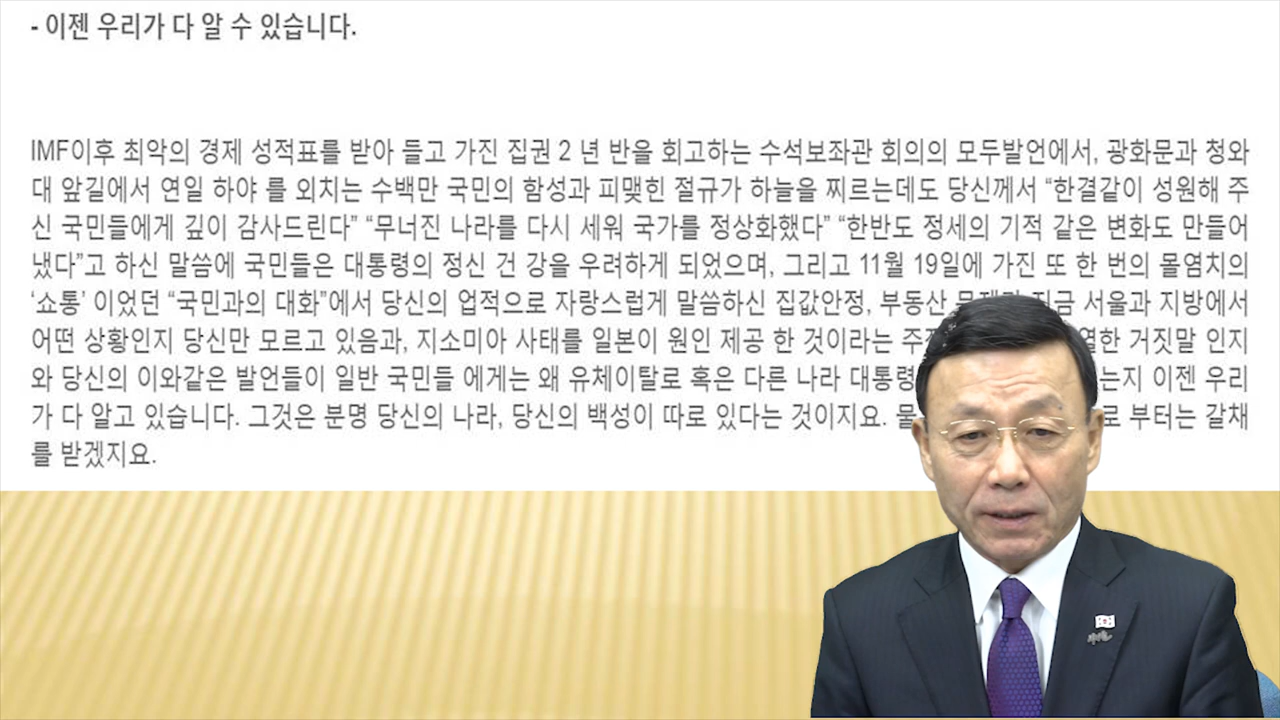 - 이젠 우리가 다 알 수 있습니다.
IMF이후 최악의 경제 성적표를 받아 들고 가진 집권 2 년 반을 회고하는 수석보좌관 회의의 모두발언에서, 광화문과 청와
대 앞길에서 연일 하야 를 외치는 수백만 국민의 함성과 피맺힌 절규가 하늘을 찌르는데도 당신께서 “한결같이 성원해 주
신 국민들에게 깊이 감사드린다” “무너진 나라를 다시 세워 국가를 정상화했다” “한반도 정세의 기적 같은 변화도 만들어
냈다”고 하신 말씀에 국민들은 대통령의 정신 건 강을 우려하게 되었으며, 그리고 11월 19일에 가진 또 한 번의 몰염치의
‘쇼통’ 이었던 “국민과의 대화”에서 당신의 업적으로 자랑스럽게 말씀하신 집값안정, 부동산 지금 서울과 지방에서
어떤 상황인지 당신만 모르고 있음과, 지소미아 사태를 일본이 원인 제공 한 것이라는 거짓말 인지
와 당신의 이와같은 발언들이 일반 국민들 에게는 왜 유체이탈로 혹은 다른 나라 대통령 이젠 우리
가 다 알고 있습니다. 그것은 분명 당신의 나라, 당신의 백성이 따로 있다는 것이지요. 부터는 갈채
를 받겠지요.